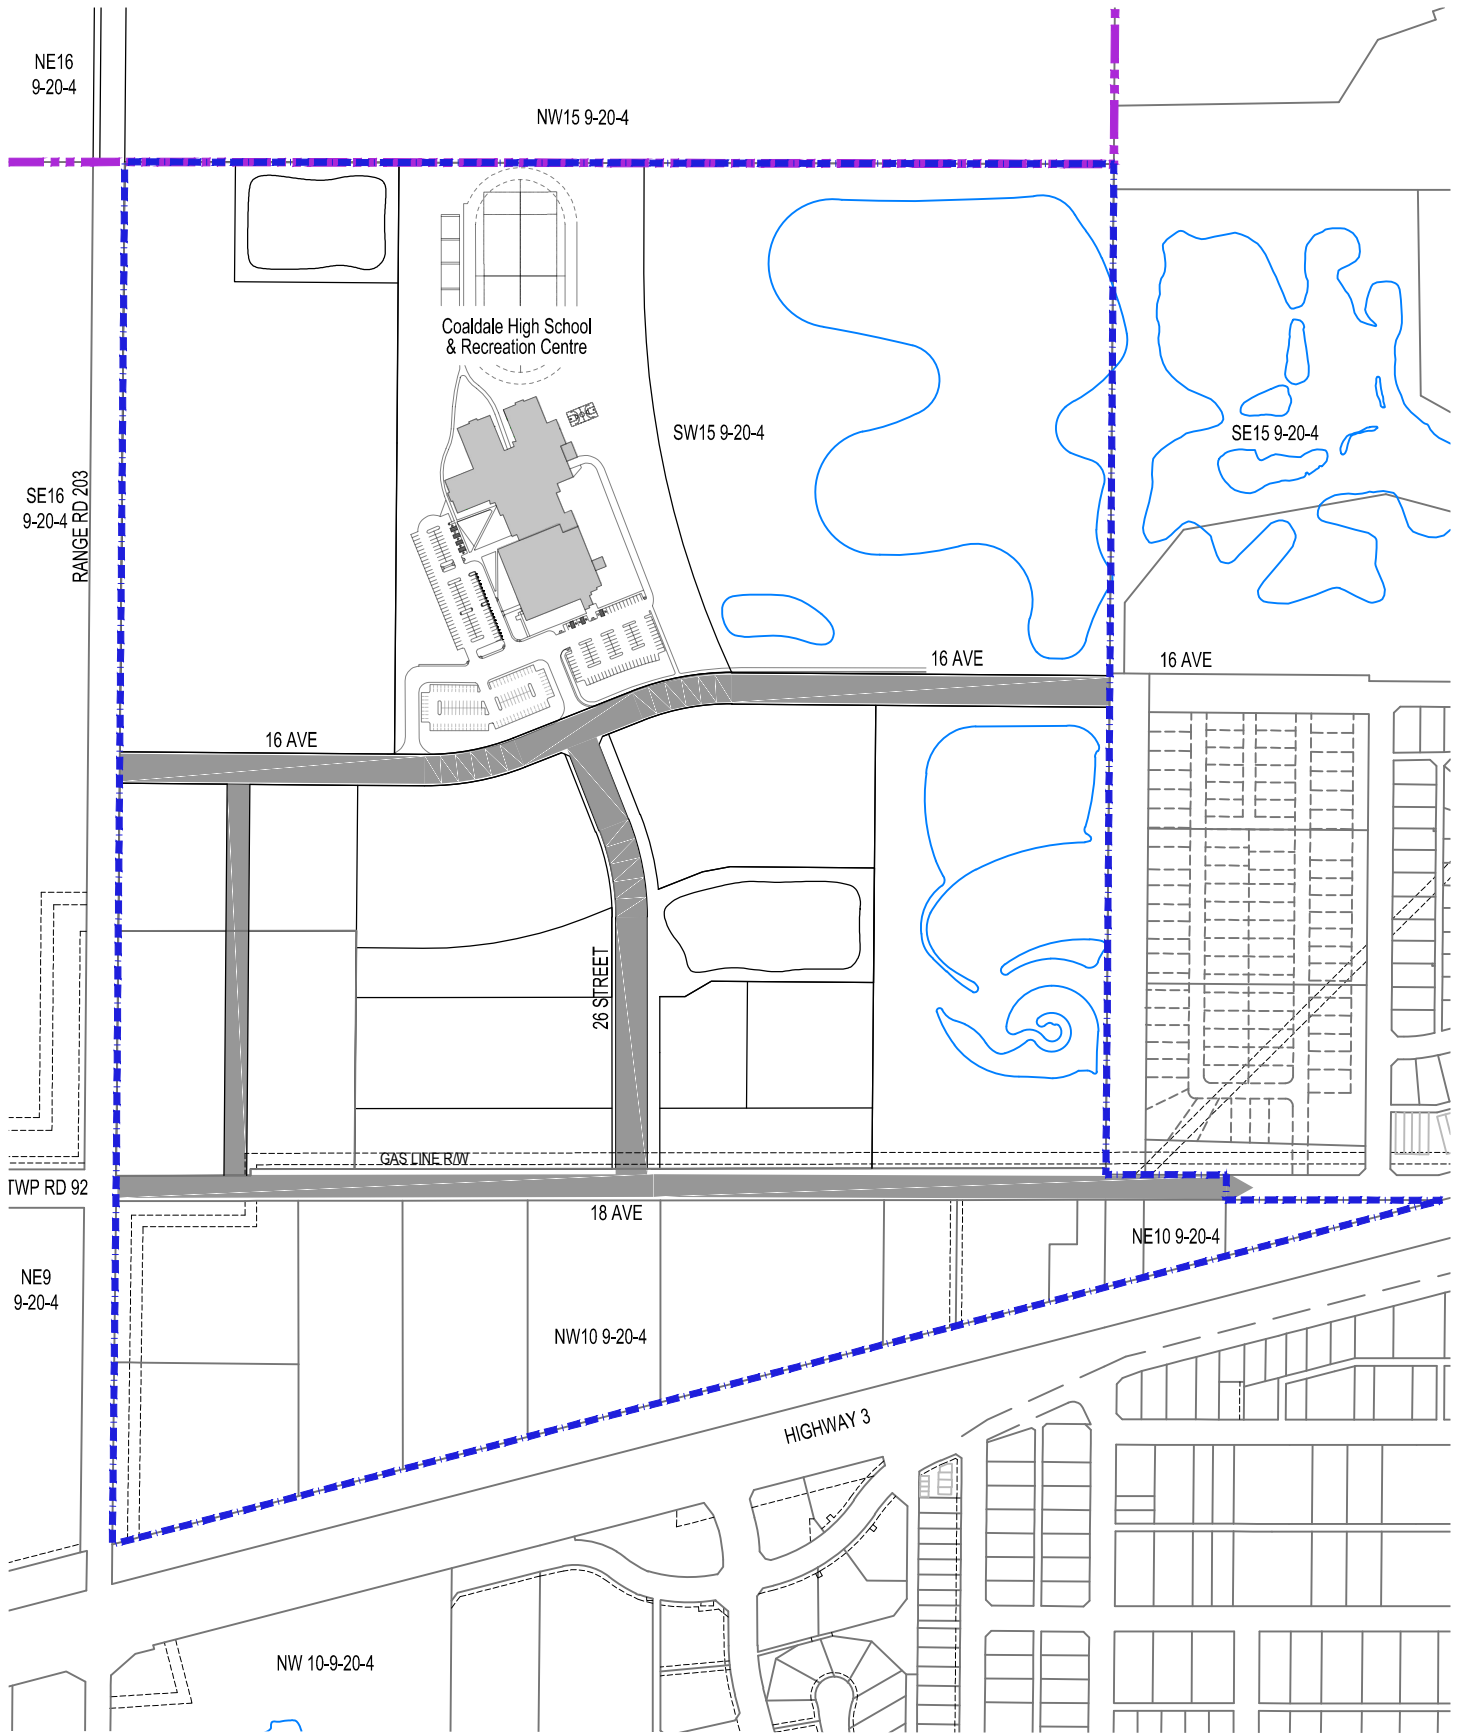 NE16
9-20-4
NW15 9-20-4
Coaldale High School
& Recreation Centre
SW15 9-20-4
SE15 9-20-4
SE16
9-20-4
RANGE RD 203
16 AVE
16 AVE
16 AVE
26 STREET
GAS LINE R/W
TWP RD 92
18 AVE
NE10 9-20-4
NE9
9-20-4
NW10 9-20-4
HIGHWAY 3
NW 10-9-20-4